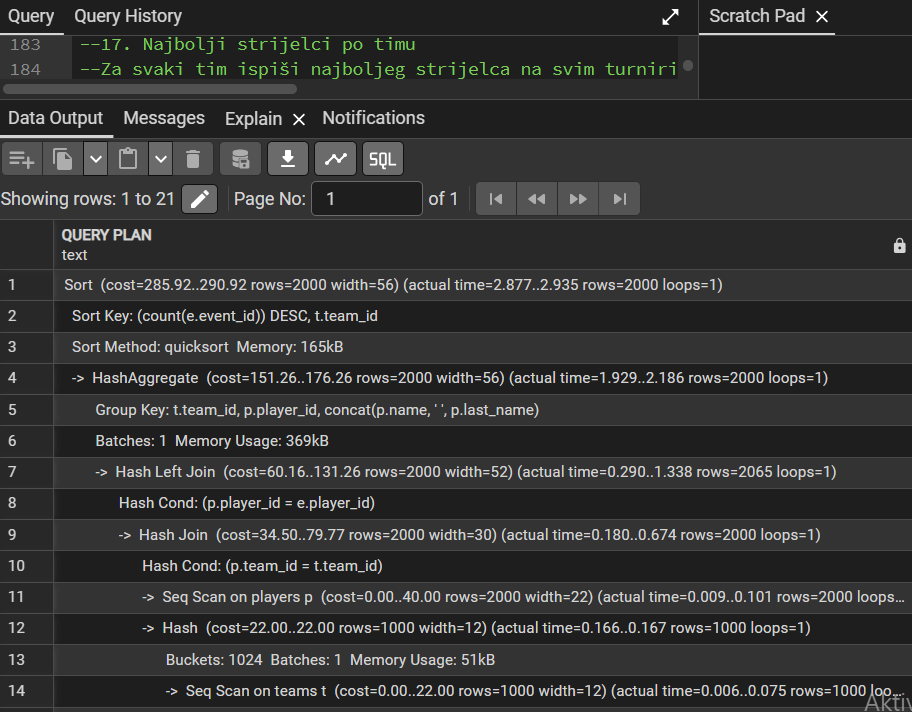 Query Query History Scratch Pad
183 --17. Najbolji strijelci po timu
184 --Za svaki tim ispiši najboljeg strijelca na svim turniri
Data Output Messages Explain Notifications
SQL
Showing rows: 1 to 21 Page No: 1 of 1
QUERY PLAN
text
1 Sort (cost=285.92..290.92 rows=2000 width=56) (actual time=2.877..2.935 rows=2000 loops=1)
2 Sort Key: (count(e.event_id)) DESC, t.team_id
3 Sort Method: quicksort Memory: 165kB
4 -> HashAggregate (cost=151.26..176.26 rows=2000 width=56) (actual time=1.929..2.186 rows=2000 loops=1)
5 Group Key: t.team_id, p.player_id, concat(p.name, ' ', p.last_name)
6 Batches: 1 Memory Usage: 369kB
7 -> Hash Left Join (cost=60.16..131.26 rows=2000 width=52) (actual time=0.290..1.338 rows=2065 loops=1)
8 Hash Cond: (p.player_id = e.player_id)
9 -> Hash Join (cost=34.50..79.77 rows=2000 width=30) (actual time=0.180..0.674 rows=2000 loops=1)
10 Hash Cond: (p.team_id = t.team_id)
11 -> Seq Scan on players p (cost=0.00..40.00 rows=2000 width=22) (actual time=0.009..0.101 rows=2000 loops...
12 -> Hash (cost=22.00..22.00 rows=1000 width=12) (actual time=0.166..0.167 rows=1000 loops=1)
13 Buckets: 1024 Batches: 1 Memory Usage: 51kB
14 -> Seq Scan on teams t (cost=0.00..22.00 rows=1000 width=12) (actual time=0.006..0.075 rows=1000 loo...
Aktiv